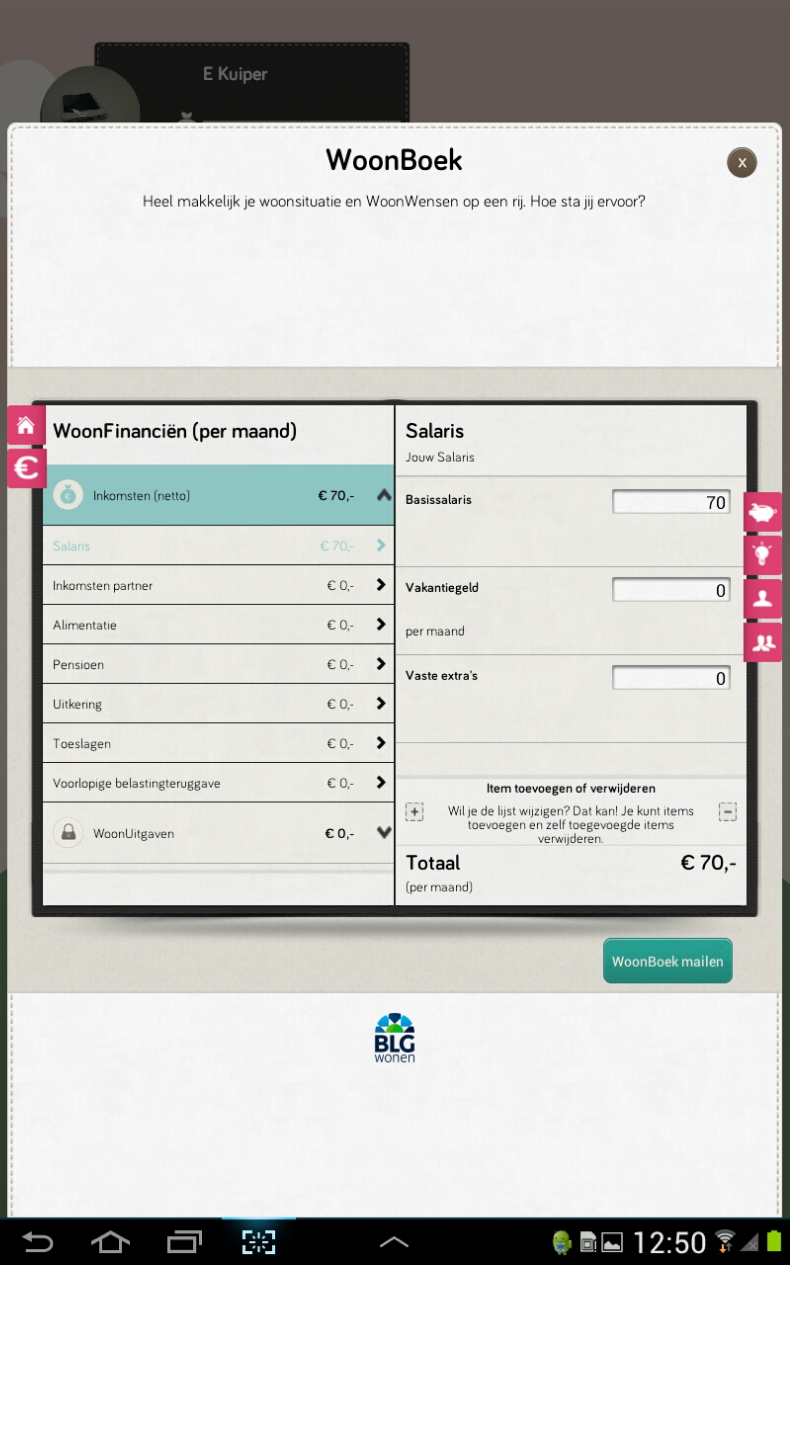 E Kuiper
WoonBoek
x
Heel makkelijk je woonsituatie en WoonWensen op een rij. Hoe sta jij ervoor?
WoonFinanciën (per maand)
€
Inkomsten (netto) € 70,-
Salaris € 70,-
Inkomsten partner € 0,-
Alimentatie € 0,-
Pensioen € 0,-
Uitkering € 0,-
Toeslagen € 0,-
Voorlopige belastingteruggave € 0,-
WoonUitgaven € 0,-
Salaris
Jouw Salaris
Basissalaris 70
Vakantiegeld 0
per maand
Vaste extra's 0
Item toevoegen of verwijderen
Wil je de lijst wijzigen? Dat kan! Je kunt items
toevoegen en zelf toegevoegde items
verwijderen.
Totaal € 70,-
(per maand)
WoonBoek mailen
BLG
wonen
12:50